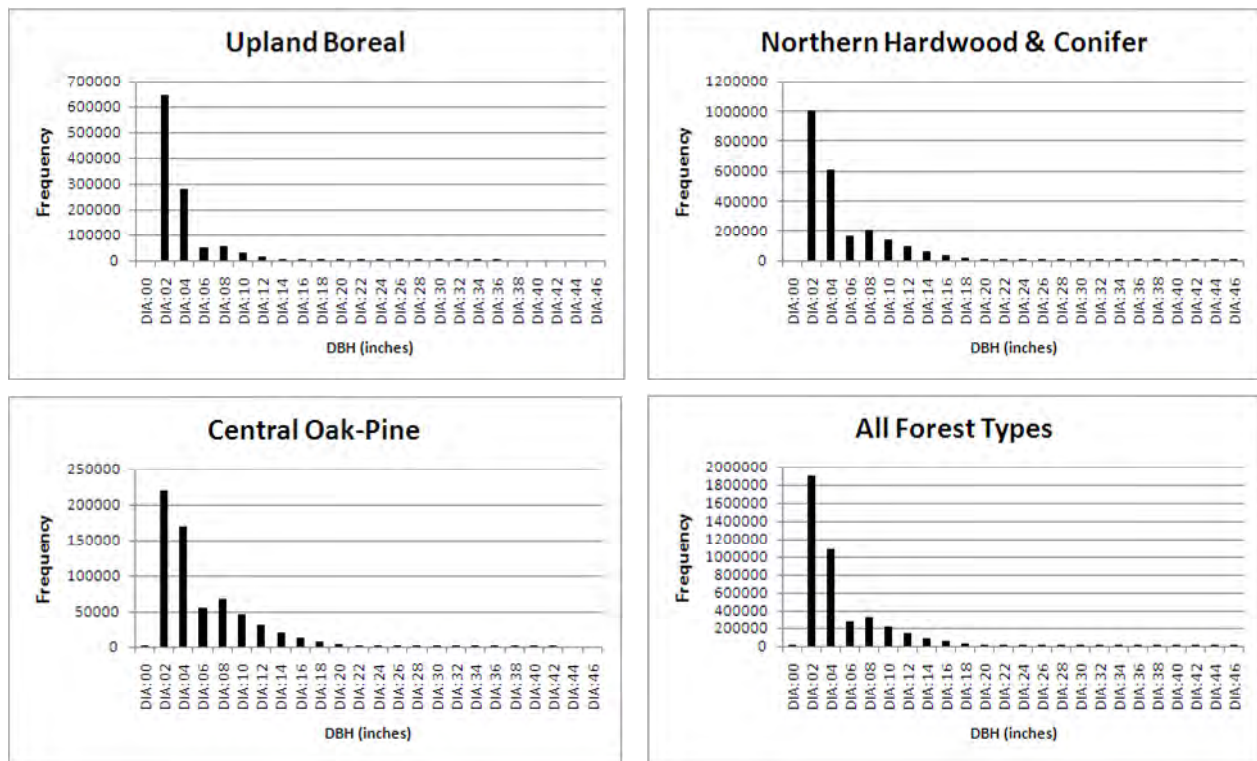 Upland Boreal
Frequency
700000
600000
500000
400000
300000
200000
100000
0
DIA:00
DIA:02
DIA:04
DIA:06
DIA:08
DIA:10
DIA:12
DIA:14
DIA:16
DIA:18
DIA:20
DIA:22
DIA:24
DIA:26
DIA:28
DIA:30
DIA:32
DIA:34
DIA:36
DIA:38
DIA:40
DIA:42
DIA:44
DIA:46
DBH (inches)
Northern Hardwood & Conifer
Frequency
1200000
1000000
800000
600000
400000
200000
0
DIA:00
DIA:02
DIA:04
DIA:06
DIA:08
DIA:10
DIA:12
DIA:14
DIA:16
DIA:18
DIA:20
DIA:22
DIA:24
DIA:26
DIA:28
DIA:30
DIA:32
DIA:34
DIA:36
DIA:38
DIA:40
DIA:42
DIA:44
DIA:46
DBH (inches)
Central Oak-Pine
Frequency
250000
200000
150000
100000
50000
0
DIA:00
DIA:02
DIA:04
DIA:06
DIA:08
DIA:10
DIA:12
DIA:14
DIA:16
DIA:18
DIA:20
DIA:22
DIA:24
DIA:26
DIA:28
DIA:30
DIA:32
DIA:34
DIA:36
DIA:38
DIA:40
DIA:42
DIA:44
DIA:46
DBH (inches)
All Forest Types
Frequency
2000000
1800000
1600000
1400000
1200000
1000000
800000
600000
400000
200000
0
DIA:00
DIA:02
DIA:04
DIA:06
DIA:08
DIA:10
DIA:12
DIA:14
DIA:16
DIA:18
DIA:20
DIA:22
DIA:24
DIA:26
DIA:28
DIA:30
DIA:32
DIA:34
DIA:36
DIA:38
DIA:40
DIA:42
DIA:44
DIA:46
DBH (inches)